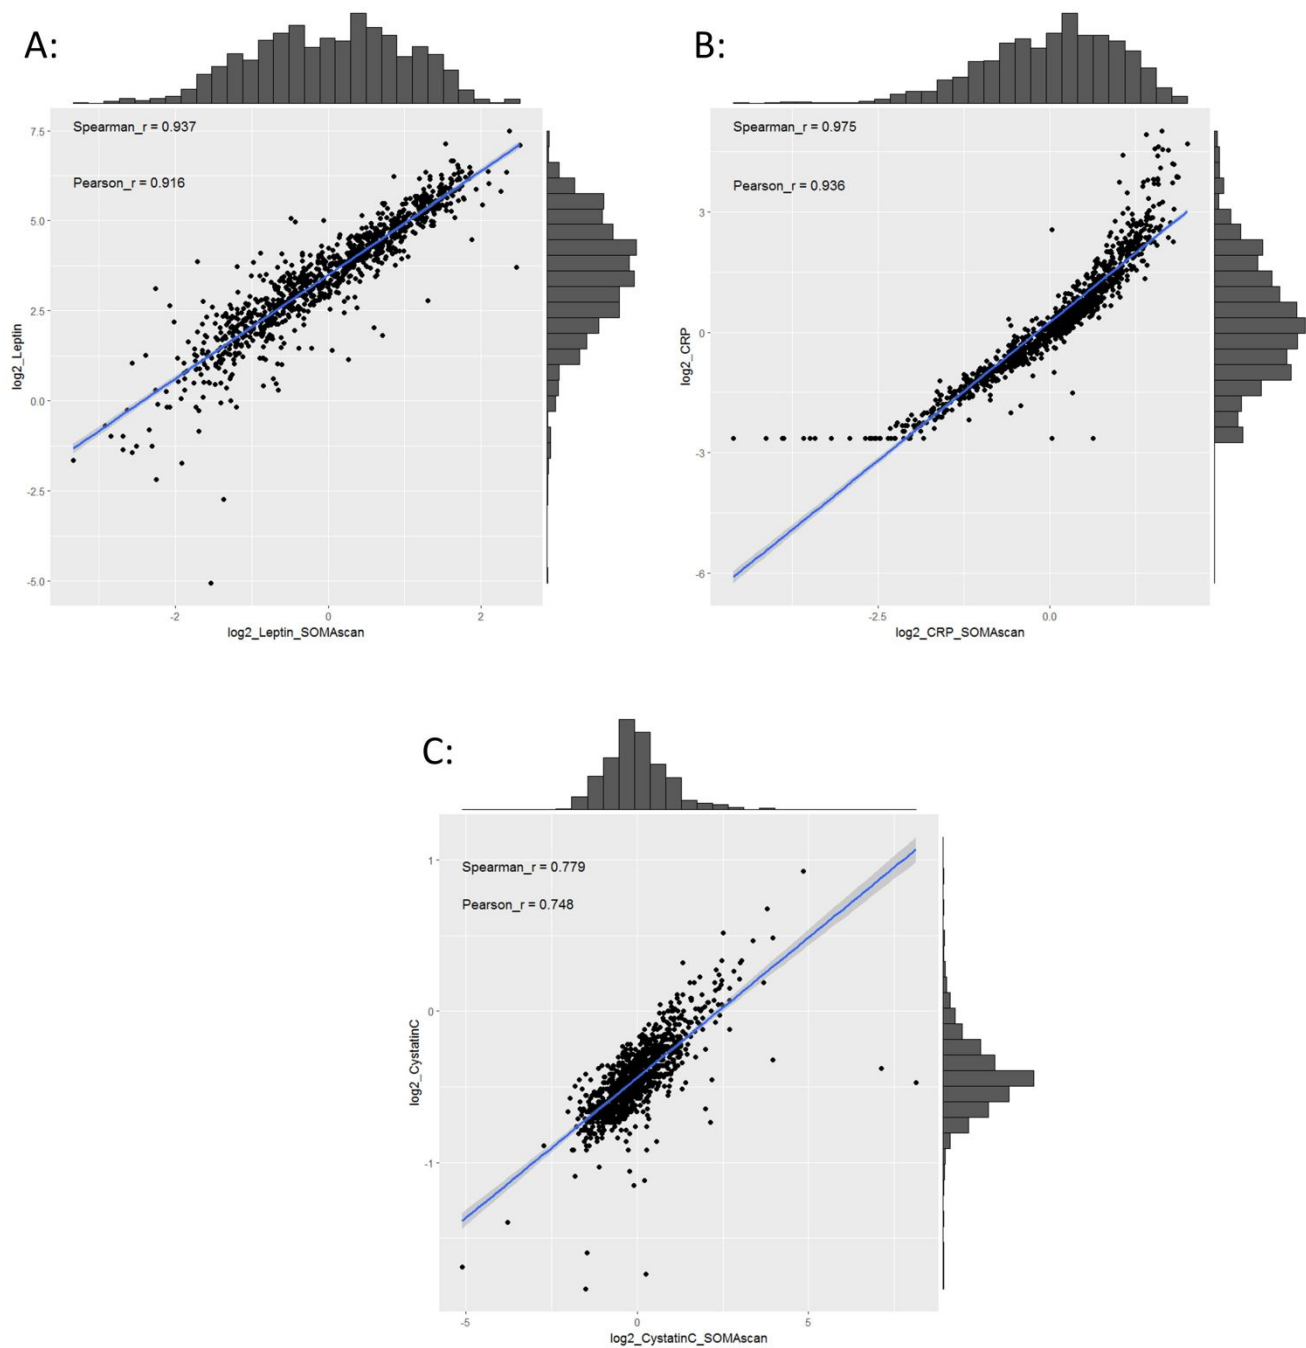 A:
Spearman_r = 0.937
Pearson_r = 0.916
7.5
5.0
2.5
0.0
-2.5
-5.0
log2_Leptin
-2
0
2
log2_Leptin_SOMAscan
B:
Spearman_r = 0.975
Pearson_r = 0.936
3
0
-3
-6
log2_CRP
-2.5
0.0
log2_CRP_SOMAscan
C:
Spearman_r = 0.779
Pearson_r = 0.748
1
0
-1
log2_CystatinC
-5
0
5
log2_CystatinC_SOMAscan